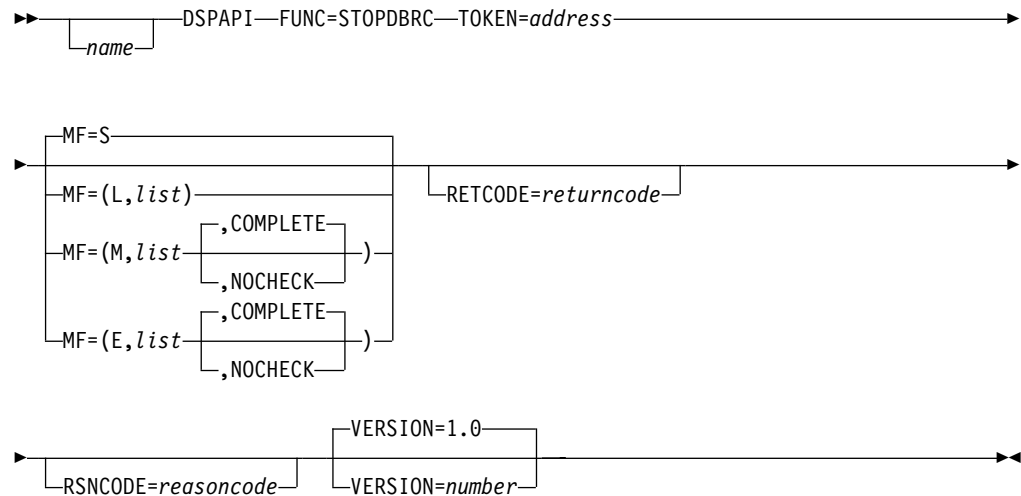 DSPAPI FUNC=STOPDBRC TOKEN=address
name
MF=S
MF=(L,list)
RETCODE=returncode
,COMPLETE
MF=(M,list )
,NOCHECK
,COMPLETE
MF=(E,list )
,NOCHECK
VERSION=1.0
RSNCODE=reasoncode VERSION=number